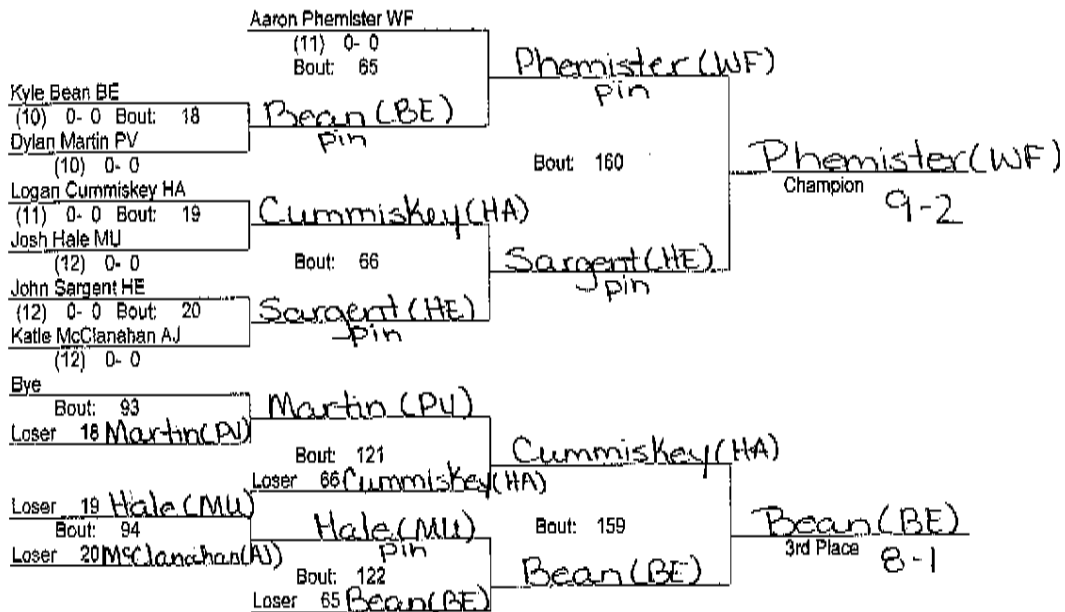 Aaron Phemister WF
(11) 0- 0
Bout: 65
Phemister (WF)
pin
Kyle Bean BE
(10) 0- 0 Bout: 18
Bean (BE)
pin
Dylan Martin PV
(10) 0- 0
Bout: 160
Phemister (WF)
Champion
9-2
Logan Cummiskey HA
(11) 0- 0 Bout: 19
Cummiskey (HA)
Josh Hale MU
(12) 0- 0
Bout: 66
Sargent (HE)
pin
John Sargent HE
(12) 0- 0 Bout: 20
Sargent (HE)
pin
Katie McClanahan AJ
(12) 0- 0
Bye
Bout: 93
Martin (PV)
Loser 18 Martin (PV)
Bout: 121
Cummiskey (HA)
Loser 66 Cummiskey (HA)
Loser 19 Hale (MU)
Bout: 94
Hale (MU)
pin
Bout: 159
Bean (BE)
3rd Place
8-1
Loser 20 McClanahan (AJ)
Bout: 122
Bean (BE)
Loser 65 Bean (BE)